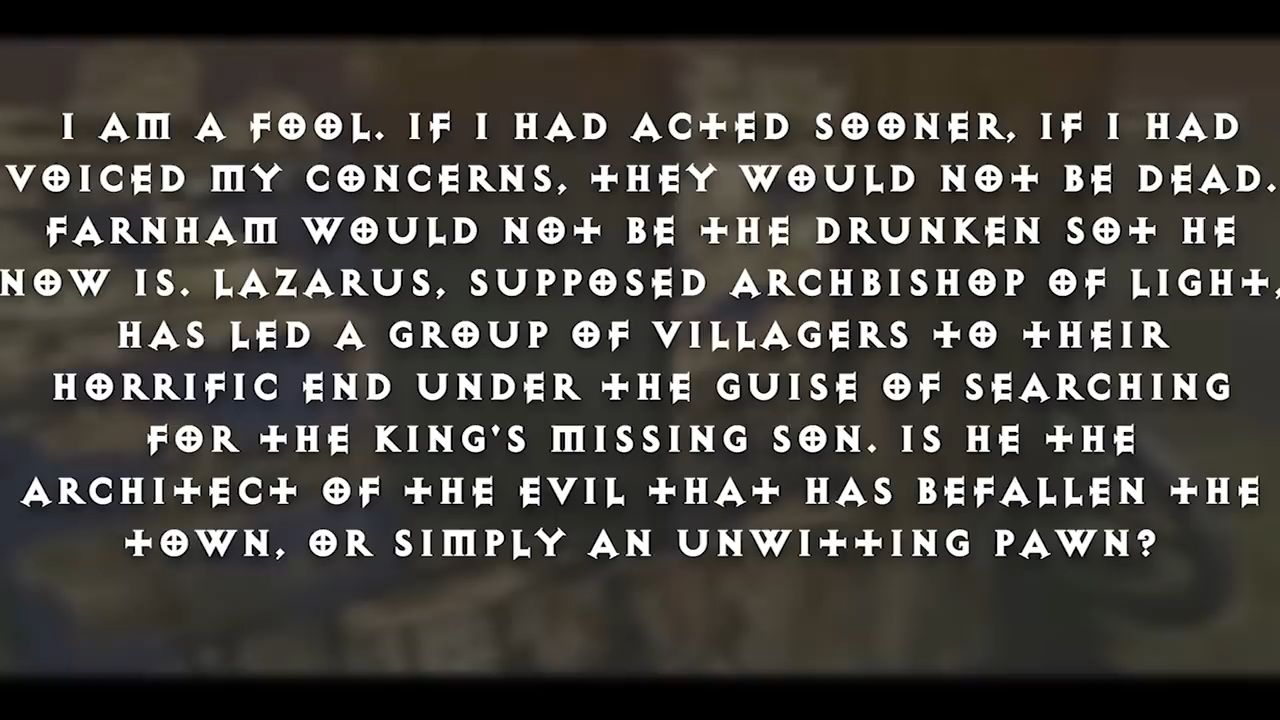 I AM A FOOL. IF I HAD ACTED SOONER, IF I HAD
VOICED MY CONCERNS, THEY WOULD NOT BE DEAD.
FARNHAM WOULD NOT BE THE DRUNKEN SOT HE
NOW IS. LAZARUS, SUPPOSED ARCHBISHOP OF LIGHT,
HAS LED A GROUP OF VILLAGERS TO THEIR
HORRIFIC END UNDER THE GUISE OF SEARCHING
FOR THE KING'S MISSING SON. IS HE THE
ARCHITECT OF THE EVIL THAT HAS BEFALLEN THE
TOWN, OR SIMPLY AN UNWITTING PAWN?